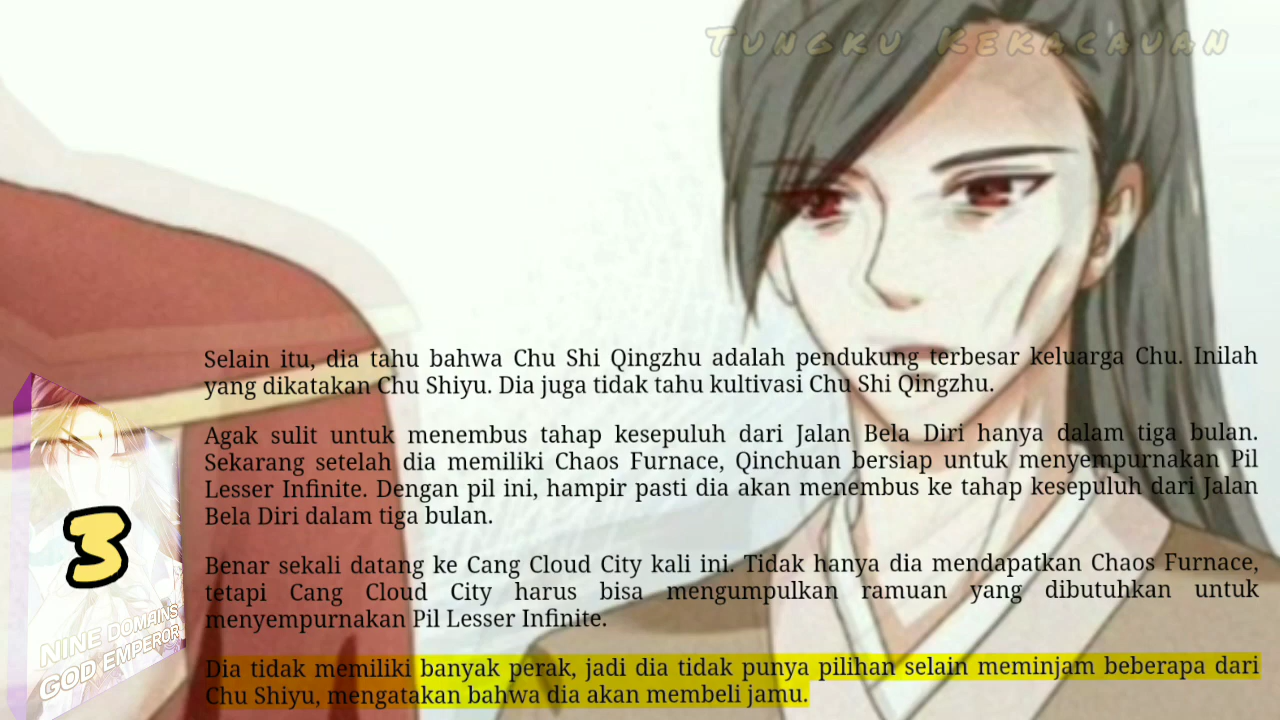 Tungku Kekacauan
Selain itu, dia tahu bahwa Chu Shi Qingzhu adalah pendukung terbesar keluarga Chu. Inilah
yang dikatakan Chu Shiyu. Dia juga tidak tahu kultivasi Chu Shi Qingzhu.
Agak sulit untuk menembus tahap kesepuluh dari Jalan Bela Diri hanya dalam tiga bulan.
Sekarang setelah dia memiliki Chaos Furnace, Qinchuan bersiap untuk menyempurnakan Pil
Lesser Infinite. Dengan pil ini, hampir pasti dia akan menembus ke tahap kesepuluh dari Jalan
Bela Diri dalam tiga bulan.
Benar sekali datang ke Cang Cloud City kali ini. Tidak hanya dia mendapatkan Chaos Furnace,
tetapi Cang Cloud City harus bisa mengumpulkan ramuan yang dibutuhkan untuk
menyempurnakan Pil Lesser Infinite.
Dia tidak memiliki banyak perak, jadi dia tidak punya pilihan selain meminjam beberapa dari
Chu Shiyu, mengatakan bahwa dia akan membeli jamu.
3
NINE DOMAINS
GOD EMPEROR